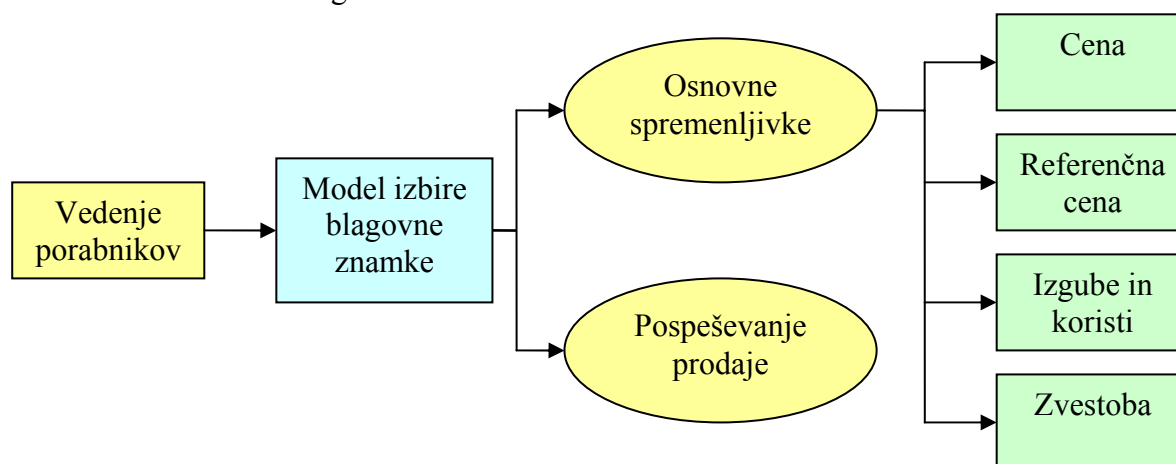 Vedenje
porabnikov
Model izbire
blagovne
znamke
Osnovne
spremenljivke
Pospeševanje
prodaje
Cena
Referenčna
cena
Izgube in
koristi
Zvestoba